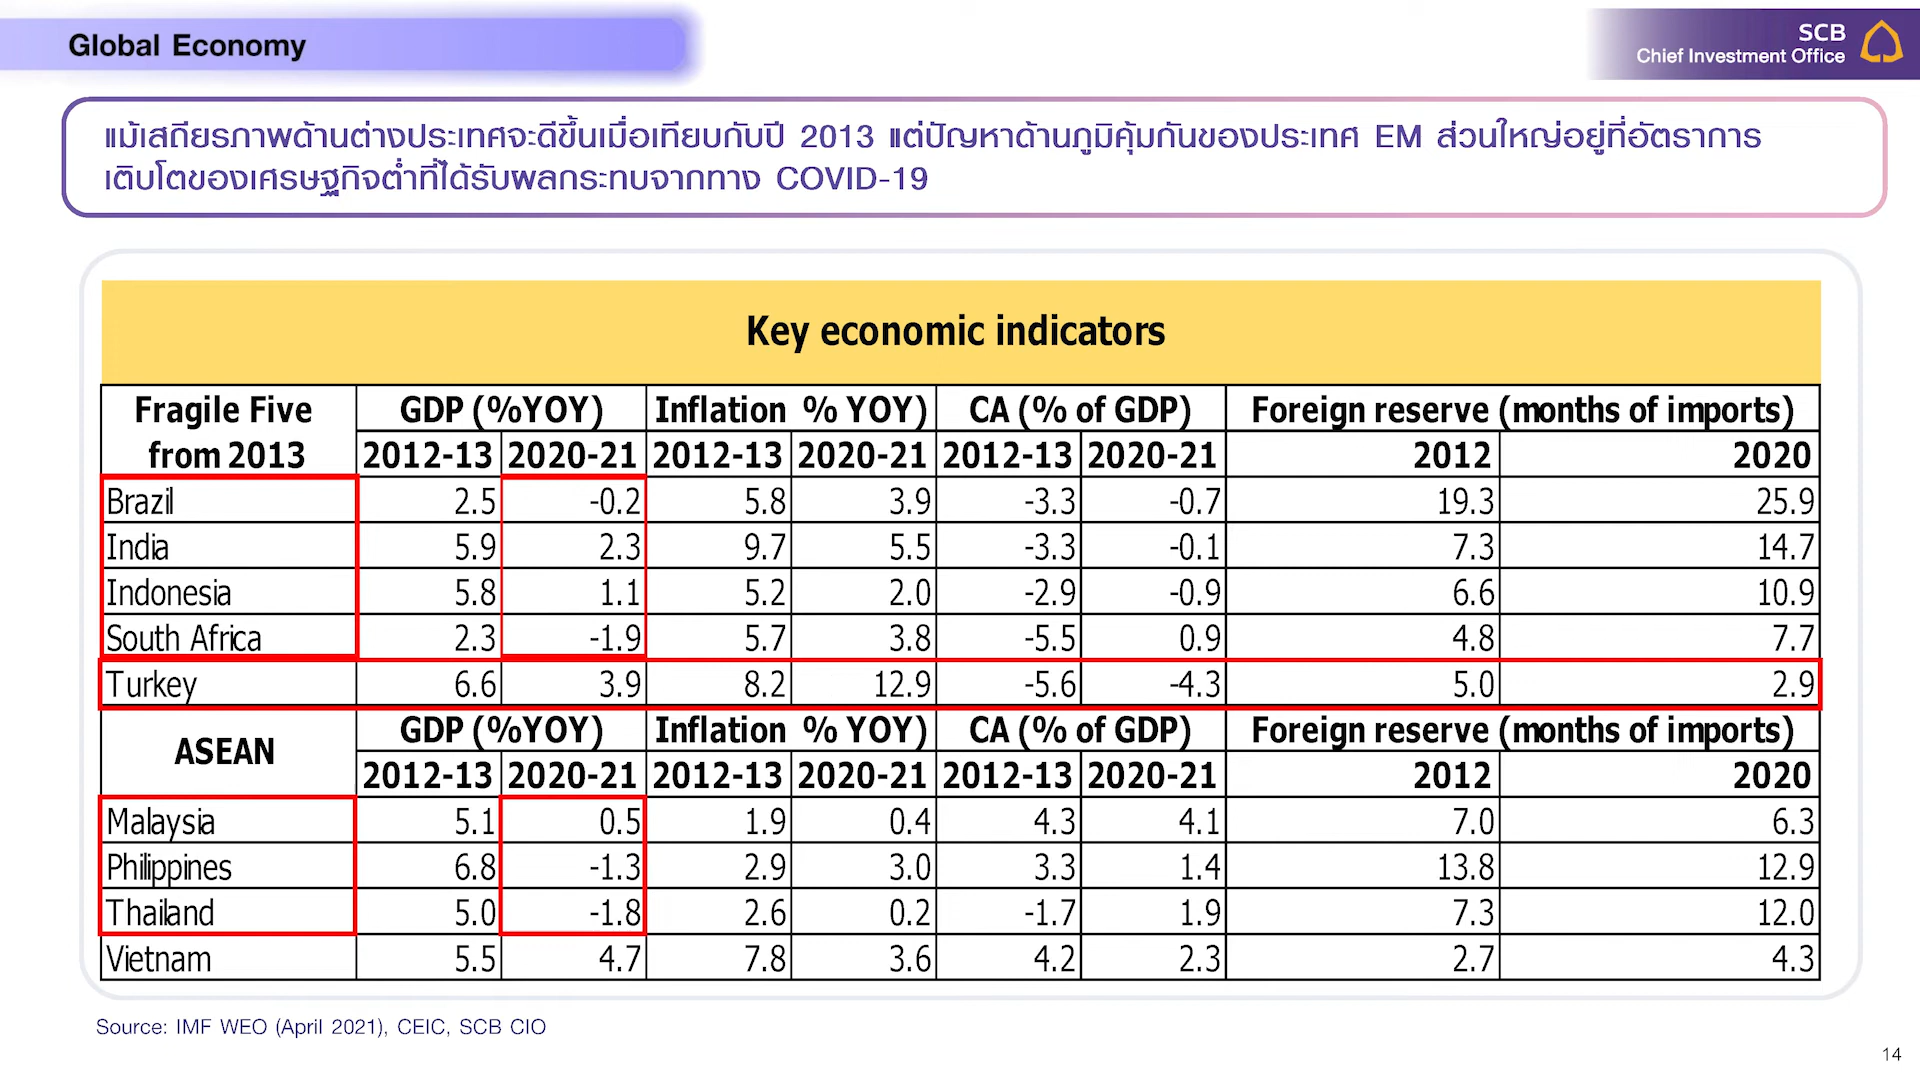 Global Economy
SCB
Chief Investment Office
แม้เสถียรภาพด้านต่างประเทศจะดีขึ้นเมื่อเทียบกับปี 2013 แต่ปัญหาด้านภูมิคุ้มกันของประเทศ EM ส่วนใหญ่อยู่ที่อัตราการ
เติบโตของเศรษฐกิจต่ำที่ได้รับผลกระทบจากทาง COVID-19
Key economic indicators
Fragile Five from 2013 GDP (%YOY) Inflation % YOY) CA (% of GDP) Foreign reserve (months of imports)
2012-13 2020-21 2012-13 2020-21 2012-13 2020-21 2012 2020
Brazil 2.5 -0.2 5.8 3.9 -3.3 -0.7 19.3 25.9
India 5.9 2.3 9.7 5.5 -3.3 -0.1 7.3 14.7
Indonesia 5.8 1.1 5.2 2.0 -2.9 -0.9 6.6 10.9
South Africa 2.3 -1.9 5.7 3.8 -5.5 0.9 4.8 7.7
Turkey 6.6 3.9 8.2 12.9 -5.6 -4.3 5.0 2.9
ASEAN GDP (%YOY) Inflation % YOY) CA (% of GDP) Foreign reserve (months of imports)
2012-13 2020-21 2012-13 2020-21 2012-13 2020-21 2012 2020
Malaysia 5.1 0.5 1.9 0.4 4.3 4.1 7.0 6.3
Philippines 6.8 -1.3 2.9 3.0 3.3 1.4 13.8 12.9
Thailand 5.0 -1.8 2.6 0.2 -1.7 1.9 7.3 12.0
Vietnam 5.5 4.7 7.8 3.6 4.2 2.3 2.7 4.3
Source: IMF WEO (April 2021), CEIC, SCB CIO
14